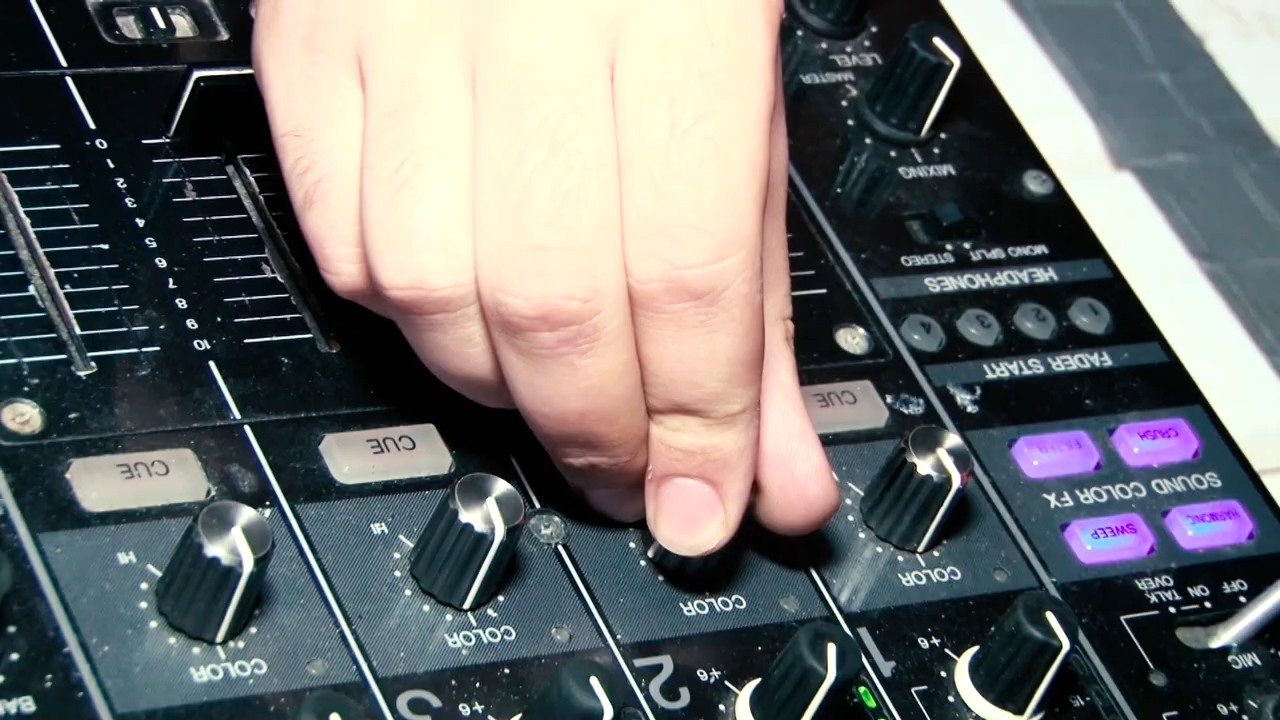 LEVEL
MASTER
MIXING
MONO SPLIT STEREO
HEADPHONES
1 2 3 4
FADER START
0
1
2
3
4
5
6
7
8
9
10
CUE
CUE
CUE
CRUSH
FILTER
SOUND COLOR FX
HARMONIC
SWEEP
HI
HI
COLOR
COLOR
COLOR
COLOR
OFF ON TALK OVER
MIC
1
2
3
+6
+6
+6
-15